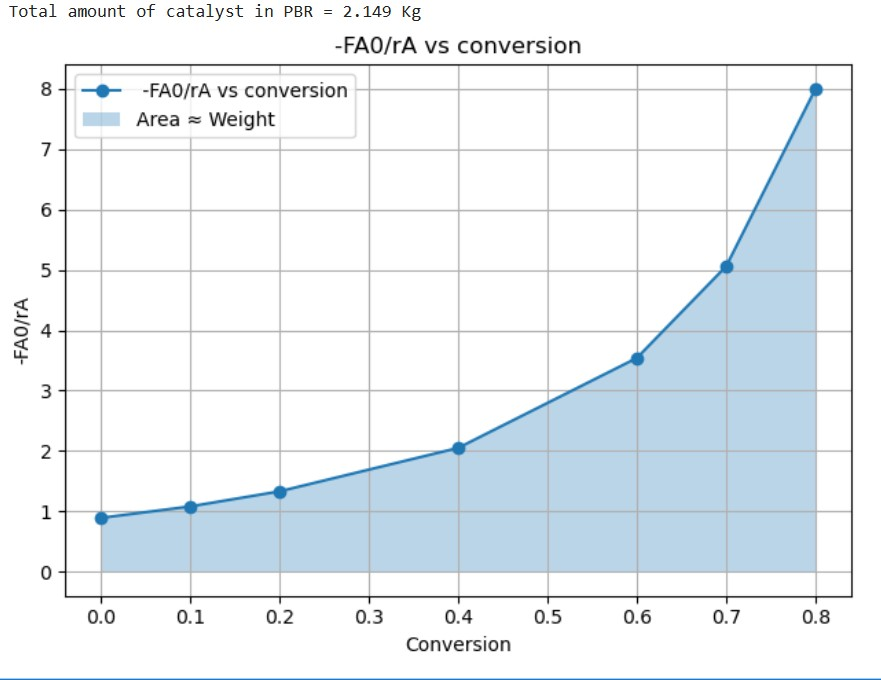 Total amount of catalyst in PBR = 2.149 Kg
-FA0/rA vs conversion
-FA0/rA vs conversion
Area ≈ Weight
8
7
6
5
4
3
2
1
0
-FA0/rA
0.0 0.1 0.2 0.3 0.4 0.5 0.6 0.7 0.8
Conversion